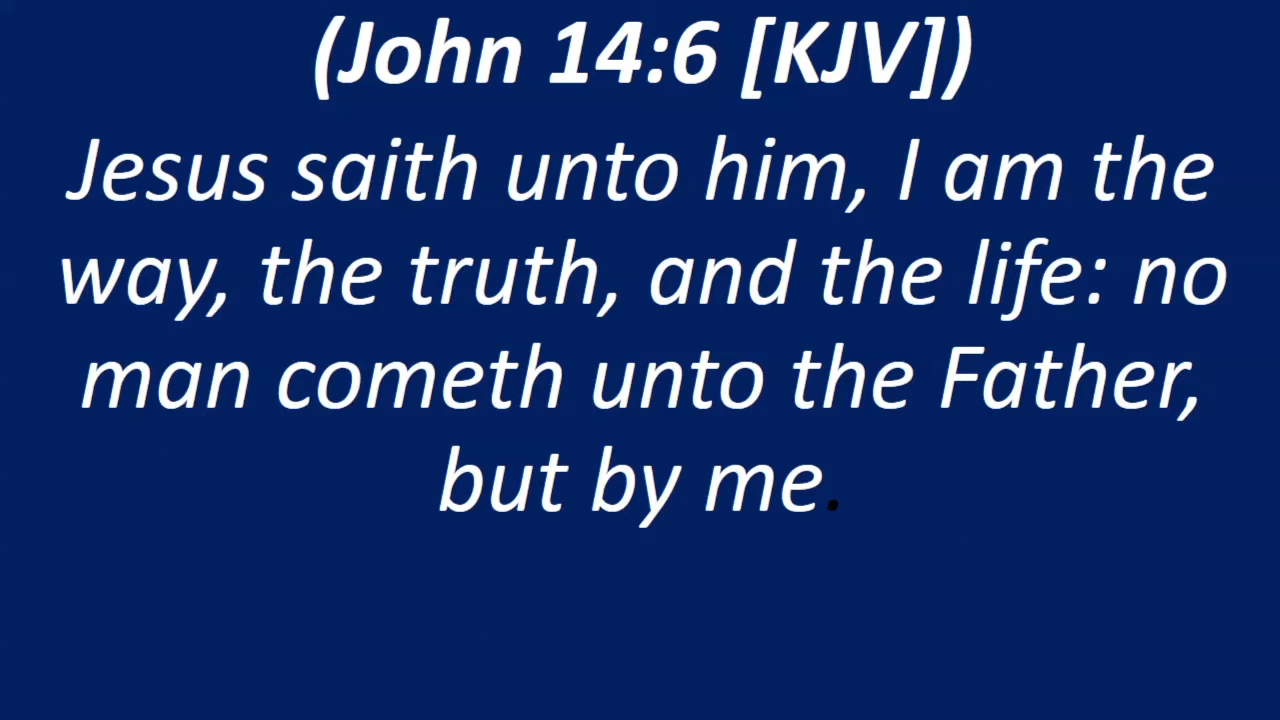 (John 14:6 [KJV])
Jesus saith unto him, I am the
way, the truth, and the life: no
man cometh unto the Father,
but by me.